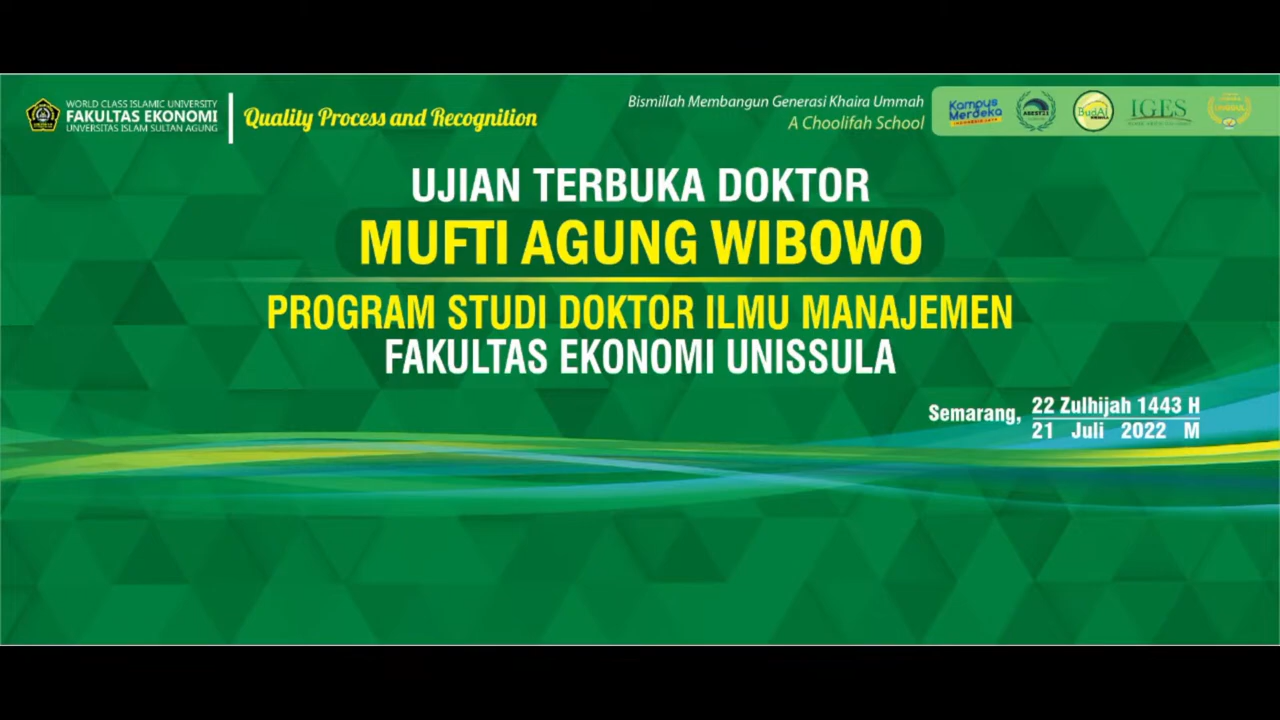 WORLD CLASS ISLAMIC UNIVERSITY
FAKULTAS EKONOMI
UNIVERSITAS ISLAM SULTAN AGUNG
Quality Process and Recognition
Bismillah Membangun Generasi Khaira Ummah
A Choolifah School
Kampus
Merdeka
BudAI
IGES
UJIAN TERBUKA DOKTOR
MUFTI AGUNG WIBOWO
PROGRAM STUDI DOKTOR ILMU MANAJEMEN
FAKULTAS EKONOMI UNISSULA
Semarang, 22 Zulhijah 1443 H
21 Juli 2022 M